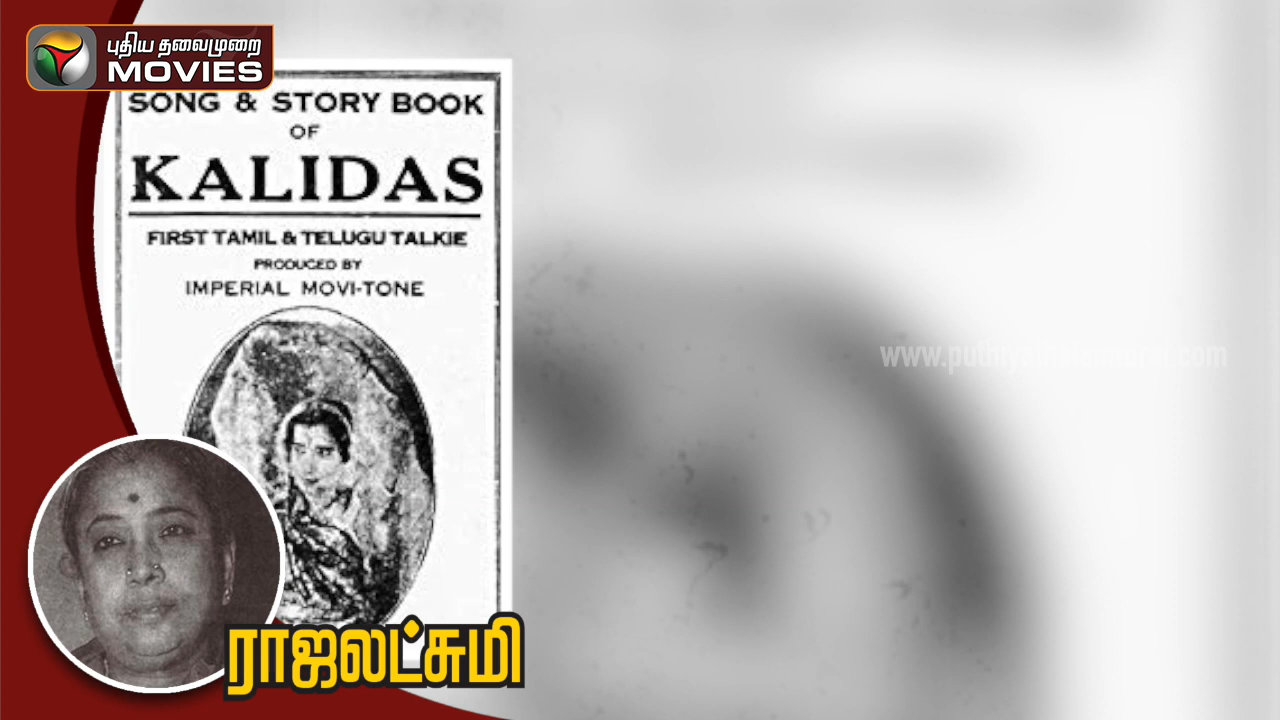 புதிய தலைமுறை
MOVIES
SONG & STORY BOOK
OF
KALIDAS
FIRST TAMIL & TELUGU TALKIE
PRODUCED BY
IMPERIAL MOVI-TONE
ராஜலட்சுமி